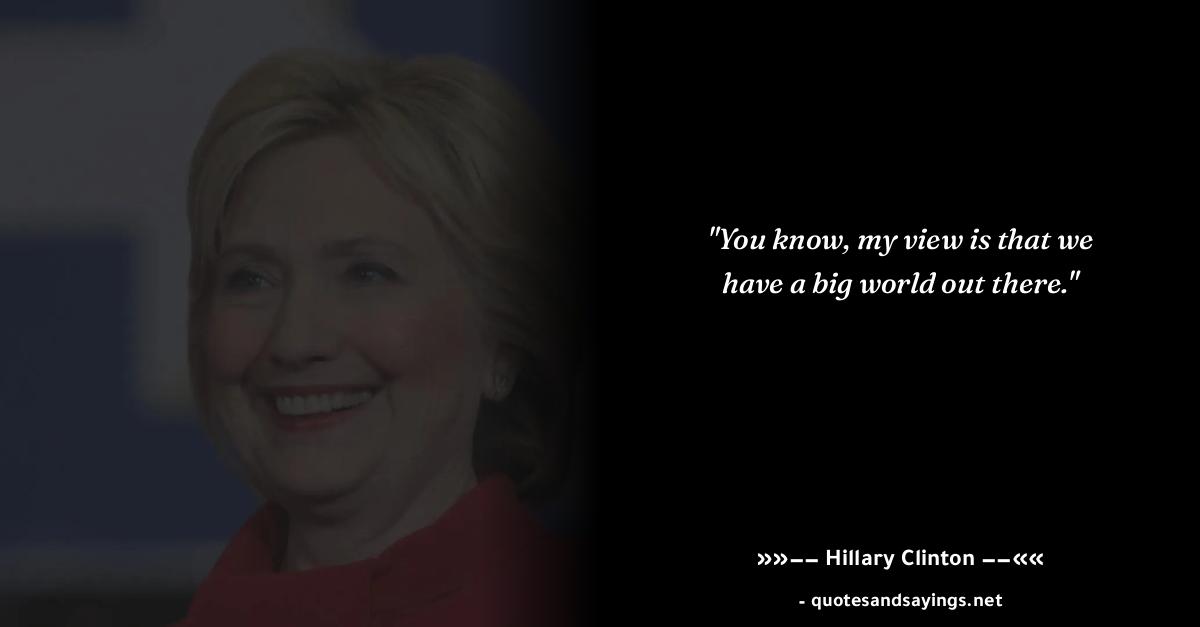 "You know, my view is that we
have a big world out there."
»»−− Hillary Clinton −−««
- quotesandsayings.net